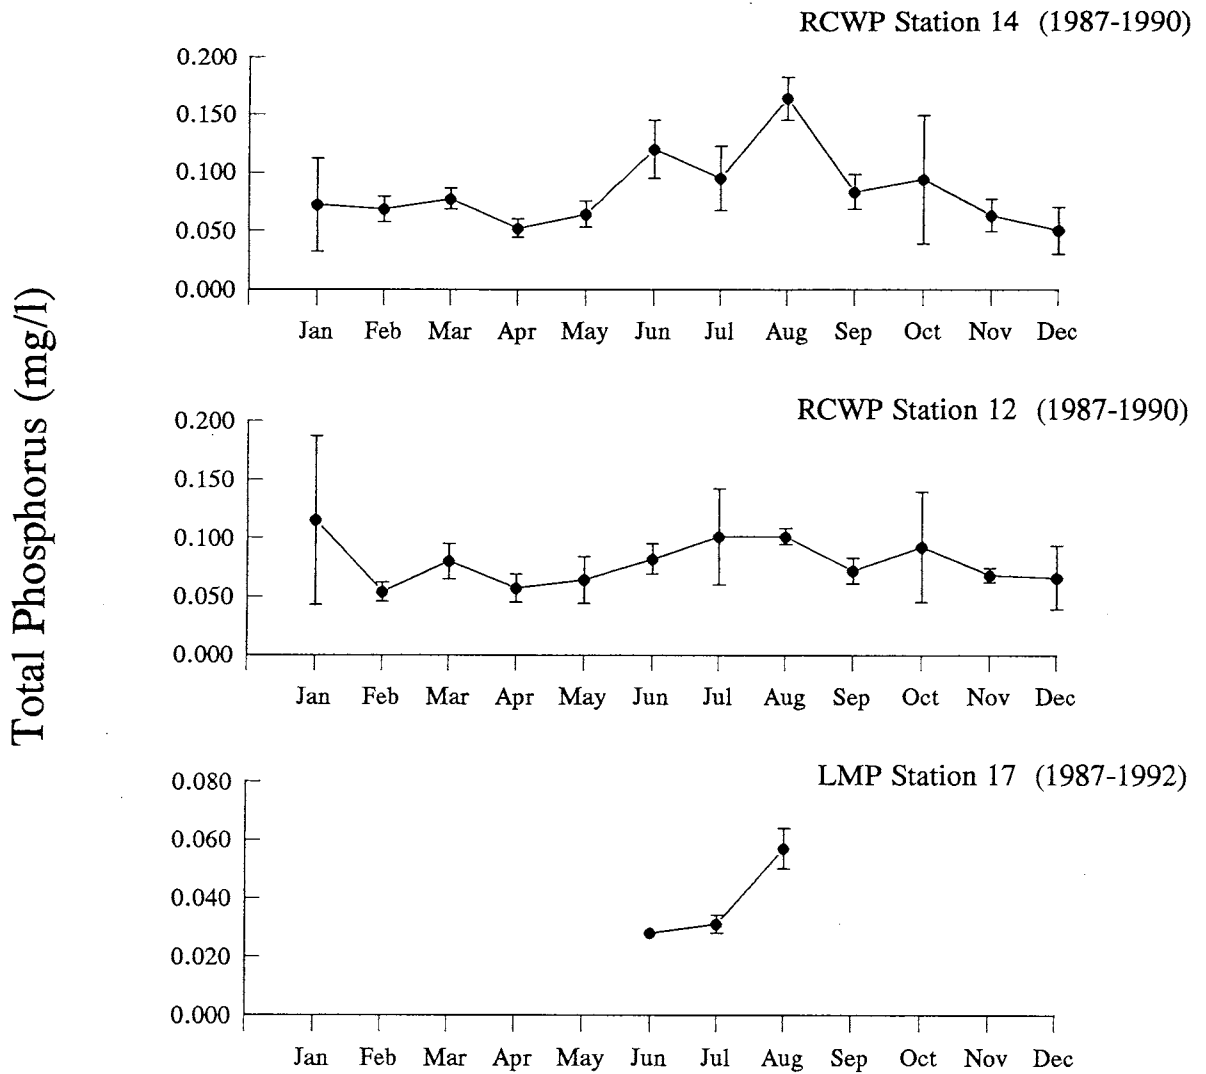 RCWP Station 14 (1987-1990)
0.200
0.150
0.100
0.050
0.000
Jan Feb Mar Apr May Jun Jul Aug Sep Oct Nov Dec
Total Phosphorus (mg/l)
RCWP Station 12 (1987-1990)
0.200
0.150
0.100
0.050
0.000
Jan Feb Mar Apr May Jun Jul Aug Sep Oct Nov Dec
LMP Station 17 (1987-1992)
0.080
0.060
0.040
0.020
0.000
Jan Feb Mar Apr May Jun Jul Aug Sep Oct Nov Dec